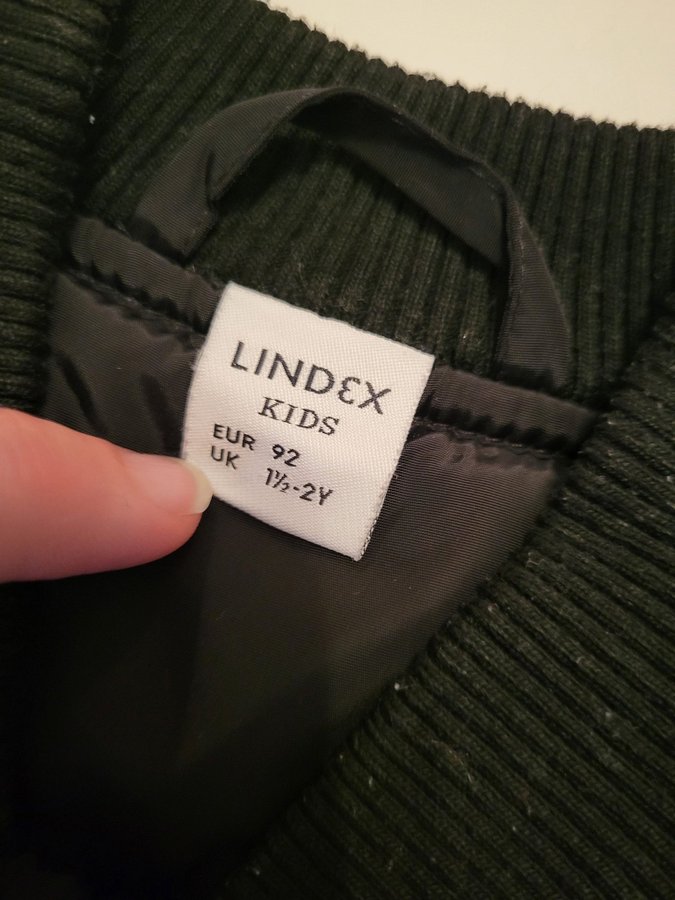 LINDEX
KIDS
EUR 92
UK 1½-2Y